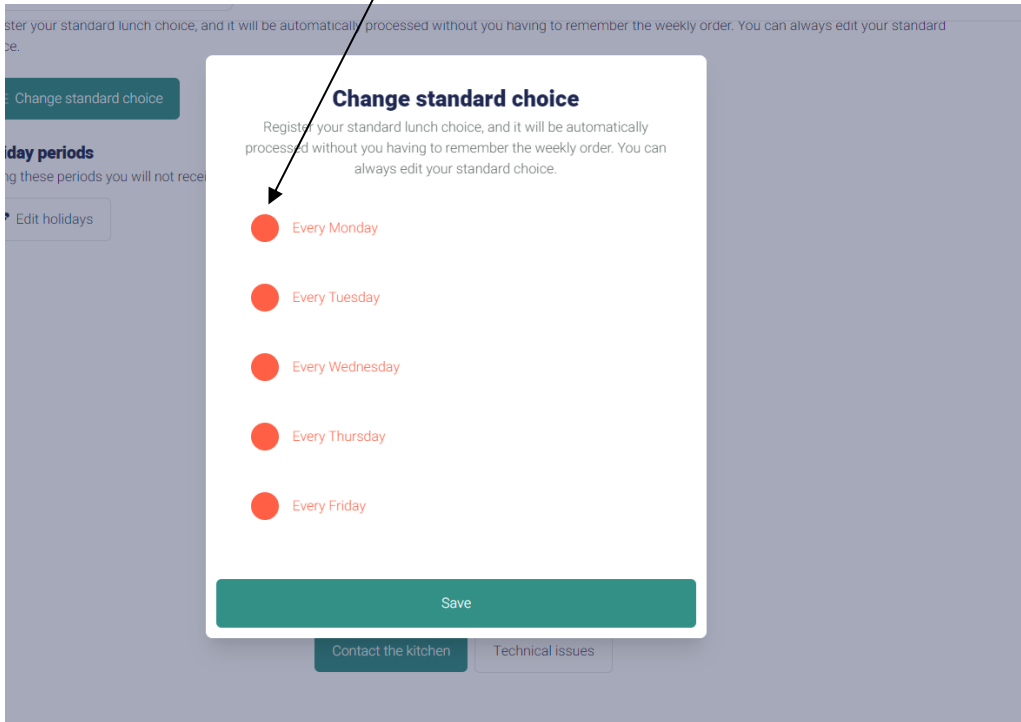 ster your standard lunch choice, and it will be automatically processed without you having to remember the weekly order. You can always edit your standard
ce.
Change standard choice
iday periods
ng these periods you will not recei
Edit holidays
Change standard choice
Register your standard lunch choice, and it will be automatically
processed without you having to remember the weekly order. You can
always edit your standard choice.
Every Monday
Every Tuesday
Every Wednesday
Every Thursday
Every Friday
Save
Contact the kitchen
Technical issues